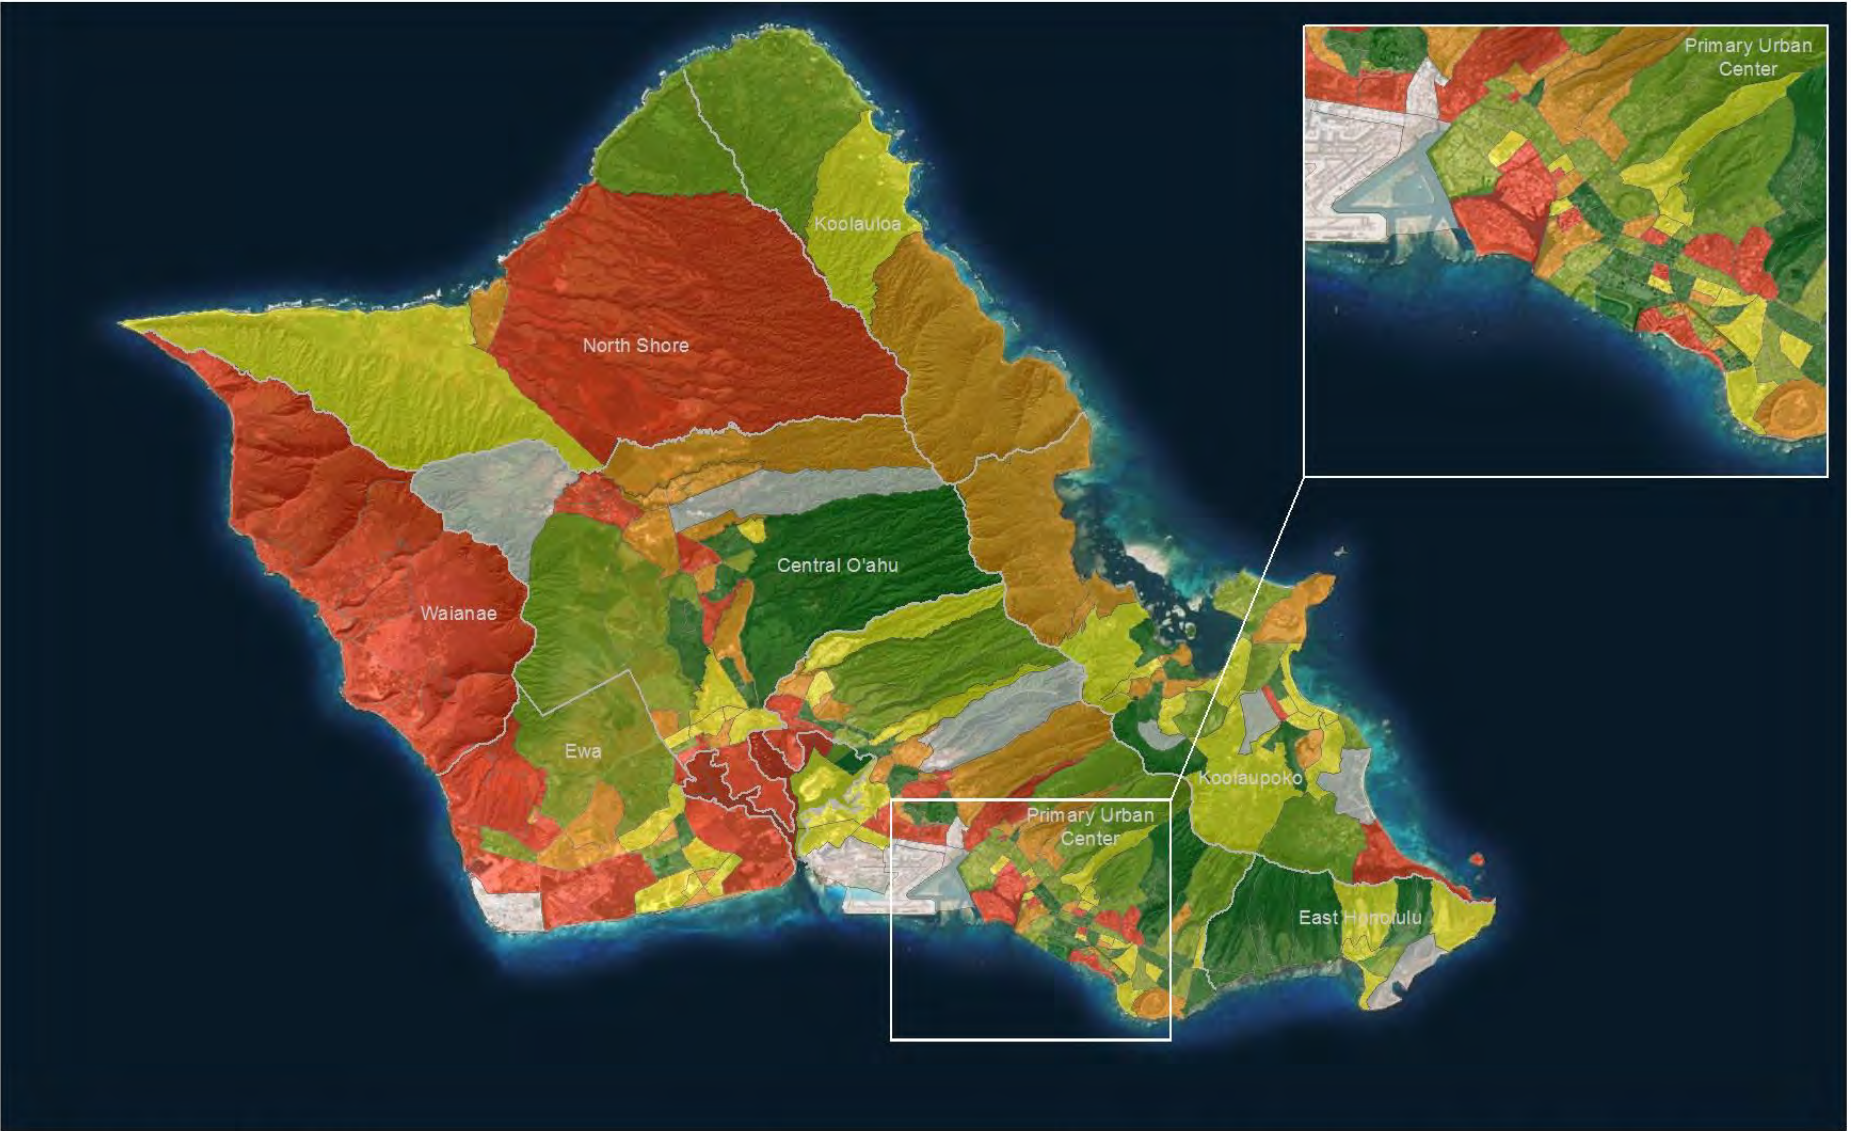 Primary Urban
Center
Koolauloa
North Shore
Central O'ahu
Waianae
Ewa
Koolaupoko
Primary Urban
Center
East Honolulu